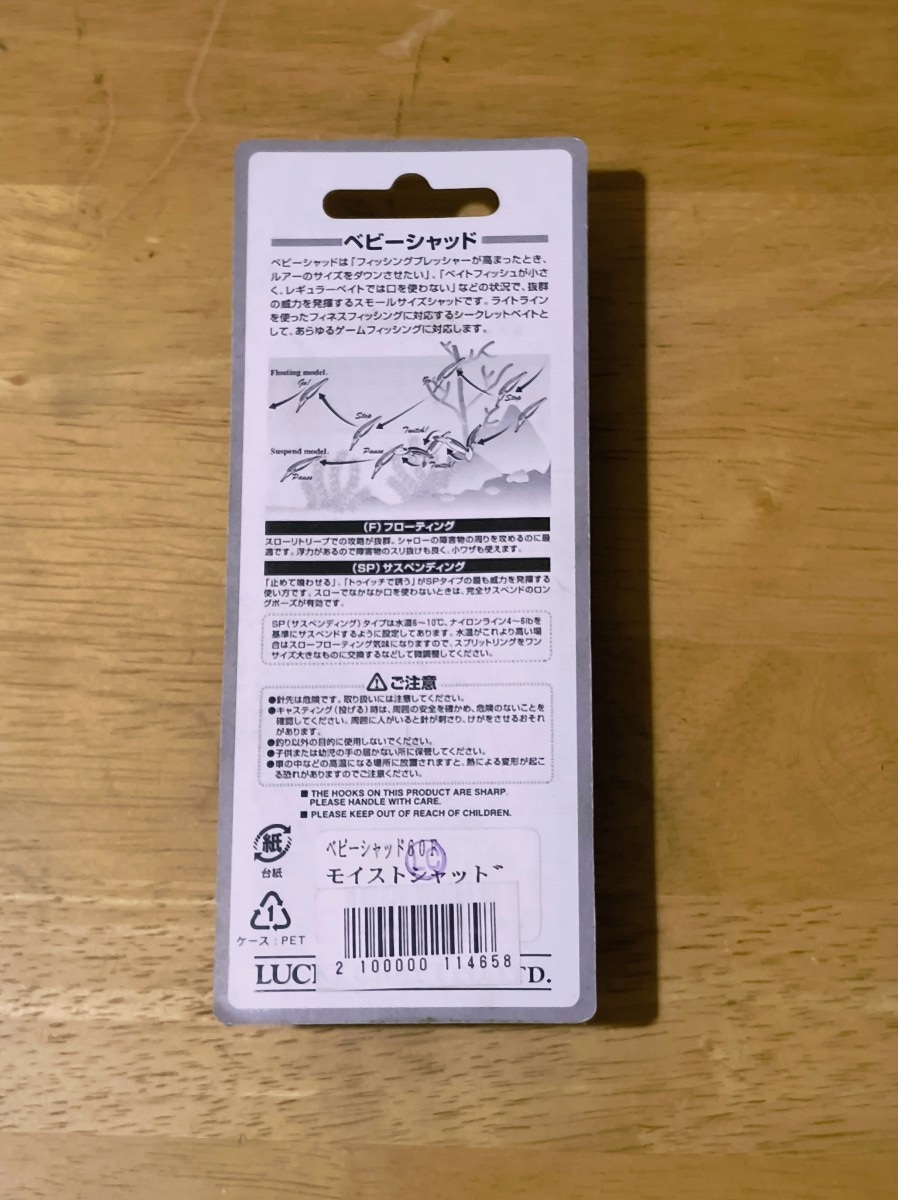 ベビーシャッド
ベビーシャッドは「フィッシングプレッシャーが高まったとき、
ルアーのサイズをダウンさせたい」、「ベイトフィッシュが小さ
く、レギュラーベイトでは口を使わない」などの状況で、抜群
の威力を発揮するスモールサイズシャッドです。ライトライン
を使ったフィネスフィッシングに対応するシークレットベイトと
して、あらゆるゲームフィッシングに対応します。
Floating model.
Go!
Stop
Go!
Stop
Suspend model.
Pause
Pause
Twitch!
Twitch!
(F)フローティング
スローリトリーブでの攻略が抜群。シャローの障害物の周りを攻めるのに最
適です。浮力があるので障害物のスリ抜けも良く、小ワザも使えます。
(SP)サスペンディング
「止めて喰わせる」、「トゥイッチで誘う」がSPタイプの最も威力を発揮する
使い方です。スローでなかなか口を使わないときは、完全サスペンドのロン
グポーズが有効です。
SP(サスペンディング)タイプは水温6〜10℃、ナイロンライン4〜6lbを
基準にサスペンドするように設定してあります。水温がこれより高い場
合はスローフローティング気味になりますので、スプリットリングをワン
サイズ大きなものに交換するなどして微調整してください。
ご注意
●針先は危険です。取り扱いには注意してください。
●キャスティング(投げる)時は、周囲の安全を確かめ、危険のないことを
確認してください。周囲に人がいると針が刺さり、けがをさせるおそれ
があります。
●釣り以外の目的に使用しないでください。
●子供または幼児の手の届かない所に保管してください。
●車の中などの高温になる場所に放置されますと、熱による変形が起こ
る恐れがありますのでご注意ください。
■ THE HOOKS ON THIS PRODUCT ARE SHARP.
PLEASE HANDLE WITH CARE.
■ PLEASE KEEP OUT OF REACH OF CHILDREN.
紙
台紙
ベビーシャッド60F
LC
モイストシャッド
1
ケース:PET
2 100000 114658
LUC
TD.